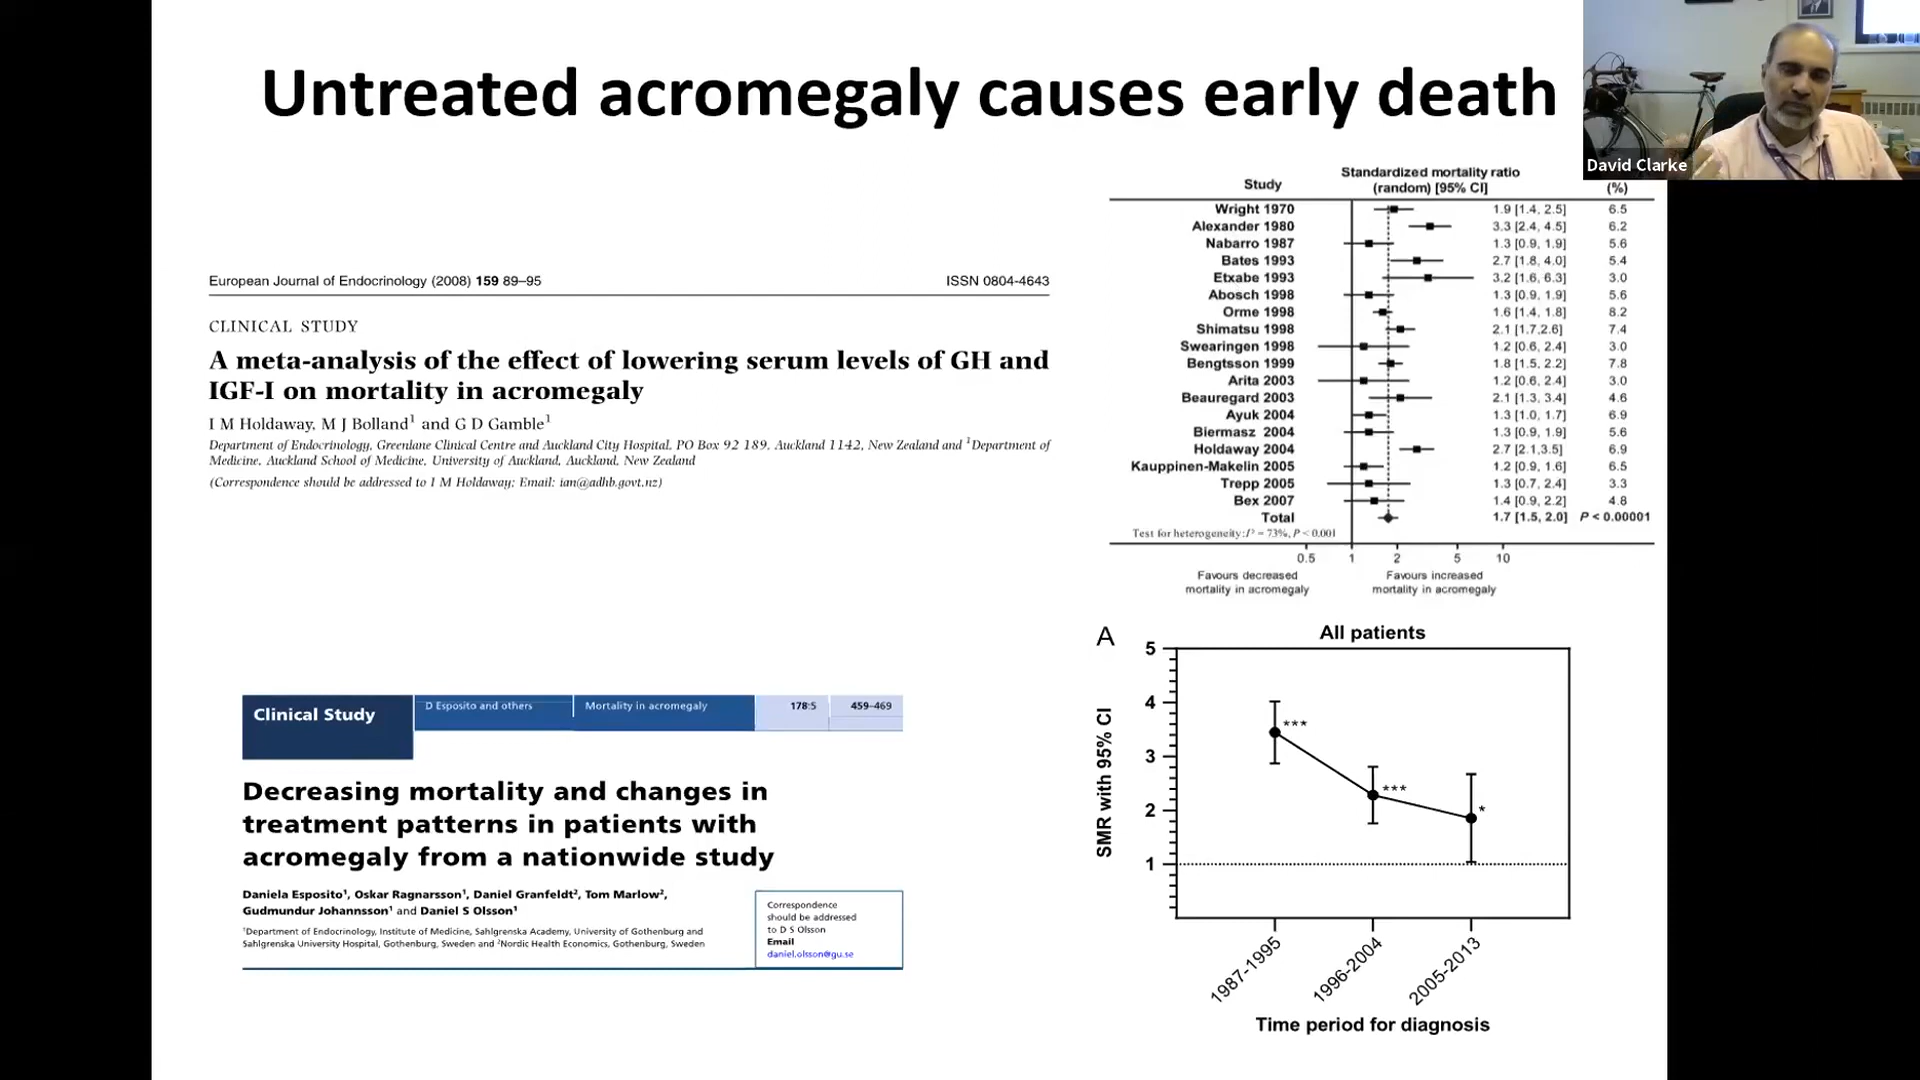 Untreated acromegaly causes early death
David Clarke
European Journal of Endocrinology (2008) 159 89–95 ISSN 0804-4643
CLINICAL STUDY
A meta-analysis of the effect of lowering serum levels of GH and
IGF-I on mortality in acromegaly
I M Holdaway, M J Bolland¹ and G D Gamble¹
Department of Endocrinology, Greenlane Clinical Centre and Auckland City Hospital, PO Box 92 189, Auckland 1142, New Zealand and ¹Department of
Medicine, Auckland School of Medicine, University of Auckland, Auckland, New Zealand
(Correspondence should be addressed to I M Holdaway; Email: ian@adhb.govt.nz)
Study Standardized mortality ratio
(random) [95% CI] (%)
Wright 1970 1.9 [1.4, 2.5] 6.5
Alexander 1980 3.3 [2.4, 4.5] 6.2
Nabarro 1987 1.3 [0.9, 1.9] 5.6
Bates 1993 2.7 [1.8, 4.0] 5.4
Etxabe 1993 3.2 [1.6, 6.3] 3.0
Abosch 1998 1.3 [0.9, 1.9] 5.6
Orme 1998 1.6 [1.4, 1.8] 8.2
Shimatsu 1998 2.1 [1.7,2.6] 7.4
Swearingen 1998 1.2 [0.6, 2.4] 3.0
Bengtsson 1999 1.8 [1.5, 2.2] 7.8
Arita 2003 1.2 [0.6, 2.4] 3.0
Beauregard 2003 2.1 [1.3, 3.4] 4.6
Ayuk 2004 1.3 [1.0, 1.7] 6.9
Biermasz 2004 1.3 [0.9, 1.9] 5.6
Holdaway 2004 2.7 [2.1,3.5] 6.9
Kauppinen-Makelin 2005 1.2 [0.9, 1.6] 6.5
Trepp 2005 1.3 [0.7, 2.4] 3.3
Bex 2007 1.4 [0.9, 2.2] 4.8
Total 1.7 [1.5, 2.0] P < 0.00001
Test for heterogeneity: I² = 73%, P < 0.001
0.5 1 2 5 10
Favours decreased Favours increased
mortality in acromegaly mortality in acromegaly
Clinical Study D Esposito and others Mortality in acromegaly 178:5 459–469
Decreasing mortality and changes in
treatment patterns in patients with
acromegaly from a nationwide study
Daniela Esposito¹, Oskar Ragnarsson¹, Daniel Granfeldt², Tom Marlow²,
Gudmundur Johannsson¹ and Daniel S Olsson¹
¹Department of Endocrinology, Institute of Medicine, Sahlgrenska Academy, University of Gothenburg and
Sahlgrenska University Hospital, Gothenburg, Sweden and ²Nordic Health Economics, Gothenburg, Sweden
Correspondence
should be addressed
to D S Olsson
Email
daniel.olsson@gu.se
A All patients
SMR with 95% CI
5
4
3
2
1
***
***
*
1987-1995 1996-2004 2005-2013
Time period for diagnosis